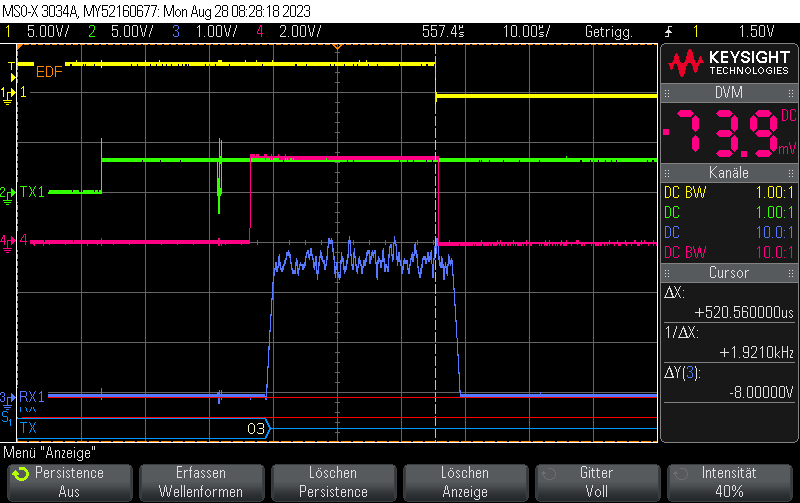 MSO-X 3034A, MY52160677: Mon Aug 28 08:28:18 2023
1 5.00V/ 2 5.00V/ 3 1.00V/ 4 2.00V/ 557.4s 10.00s/ Getrigg. 1 1.50V
KEYSIGHT
TECHNOLOGIES
DVM
DC
-73.9
mV
Kanäle
DC BW 1.00:1
DC 1.00:1
DC 10.0:1
DC BW 10.0:1
Cursor
ΔX:
+520.560000us
1/ΔX:
+1.9210kHz
ΔY(3):
-8.00000V
T
EDF
1 1
2 TX1
4 4
3 RX1
S1
TX 03
Menü "Anzeige"
Persistence
Aus
Erfassen
Wellenformen
Löschen
Persistence
Löschen
Anzeige
Gitter
Voll
Intensität
40%